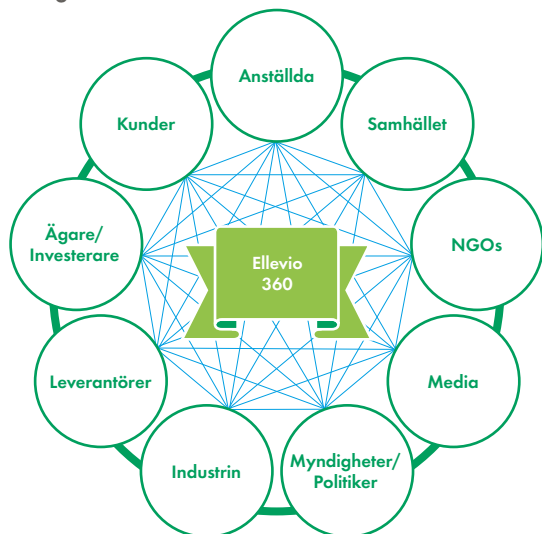 Anställda
Kunder
Samhället
Ägare/
Investerare
Ellevio
360
NGOs
Leverantörer
Media
Industrin
Myndigheter/
Politiker